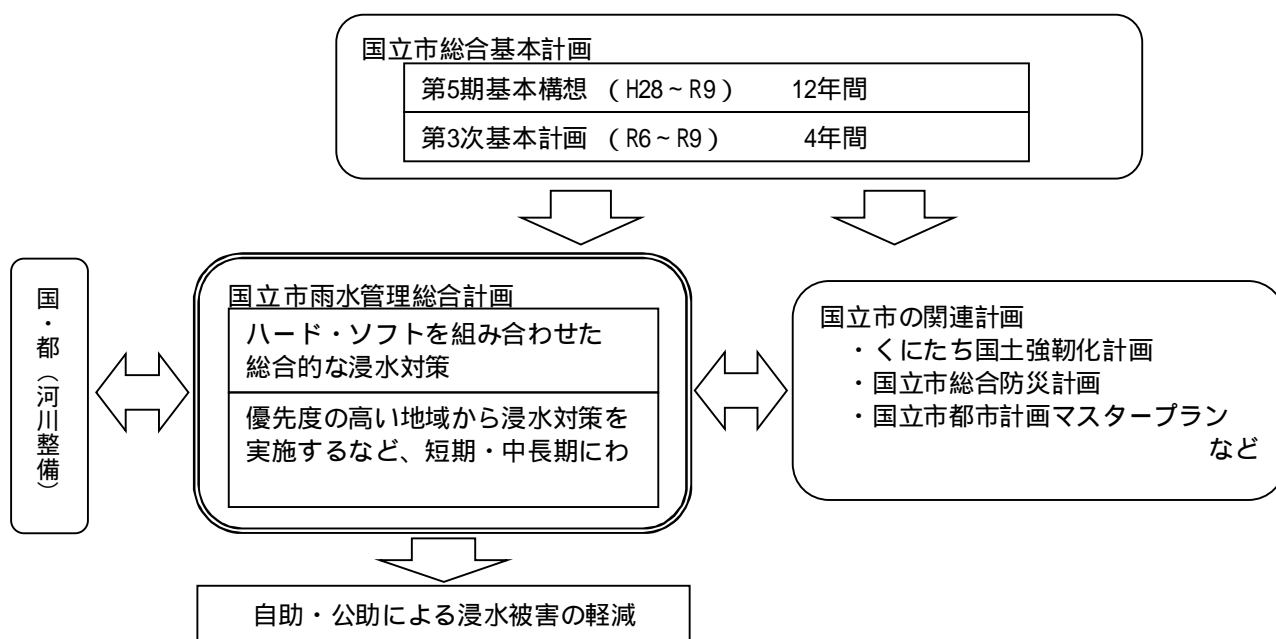 国立市総合基本計画
第5期基本構想 （H28～R9） 12年間
第3次基本計画 （R6～R9） 4年間
国・都（河川整備）
国立市雨水管理総合計画
ハード・ソフトを組み合わせた
総合的な浸水対策
優先度の高い地域から浸水対策を
実施するなど、短期・中長期にわ
国立市の関連計画
・くにたち国土強靭化計画
・国立市総合防災計画
・国立市都市計画マスタープラン
など
自助・公助による浸水被害の軽減